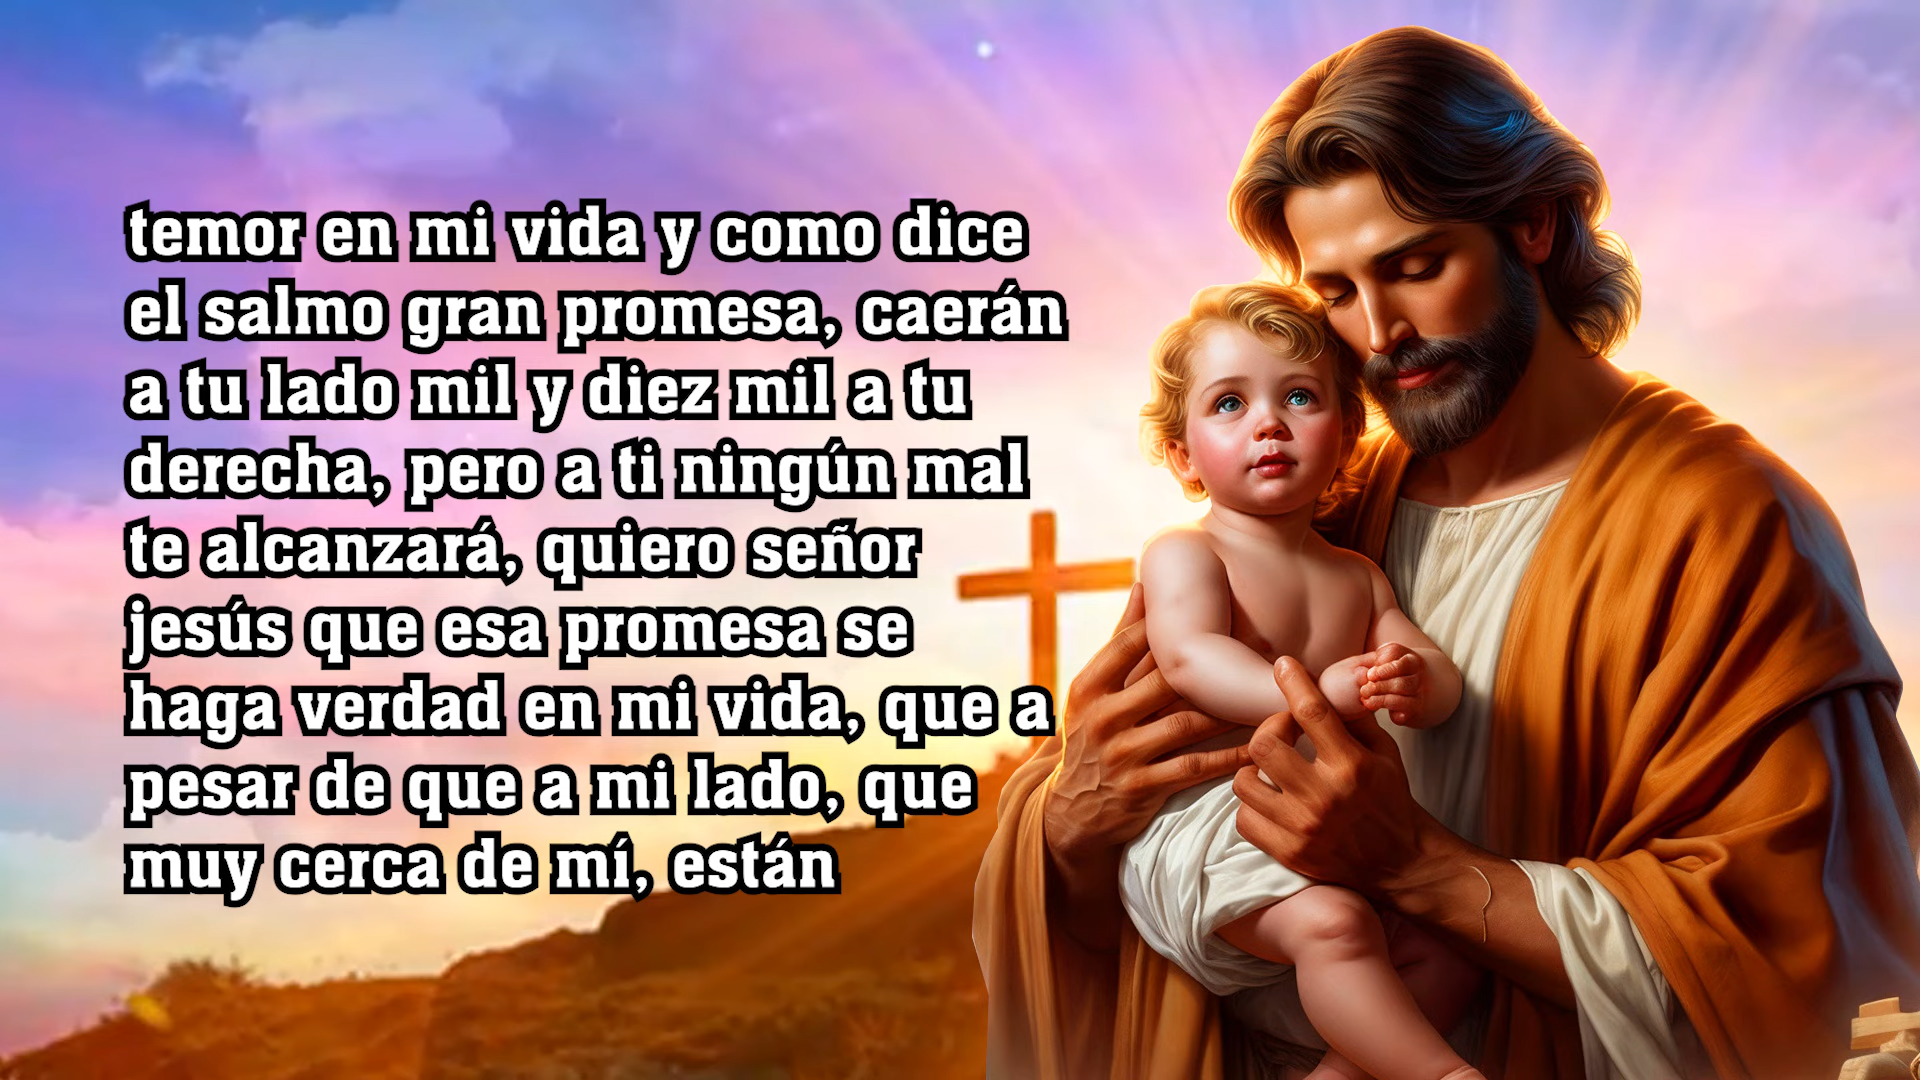 temor en mi vida y como dice
el salmo gran promesa, caerán
a tu lado mil y diez mil a tu
derecha, pero a ti ningún mal
te alcanzará, quiero señor
jesús que esa promesa se
haga verdad en mi vida, que a
pesar de que a mi lado, que
muy cerca de mí, están